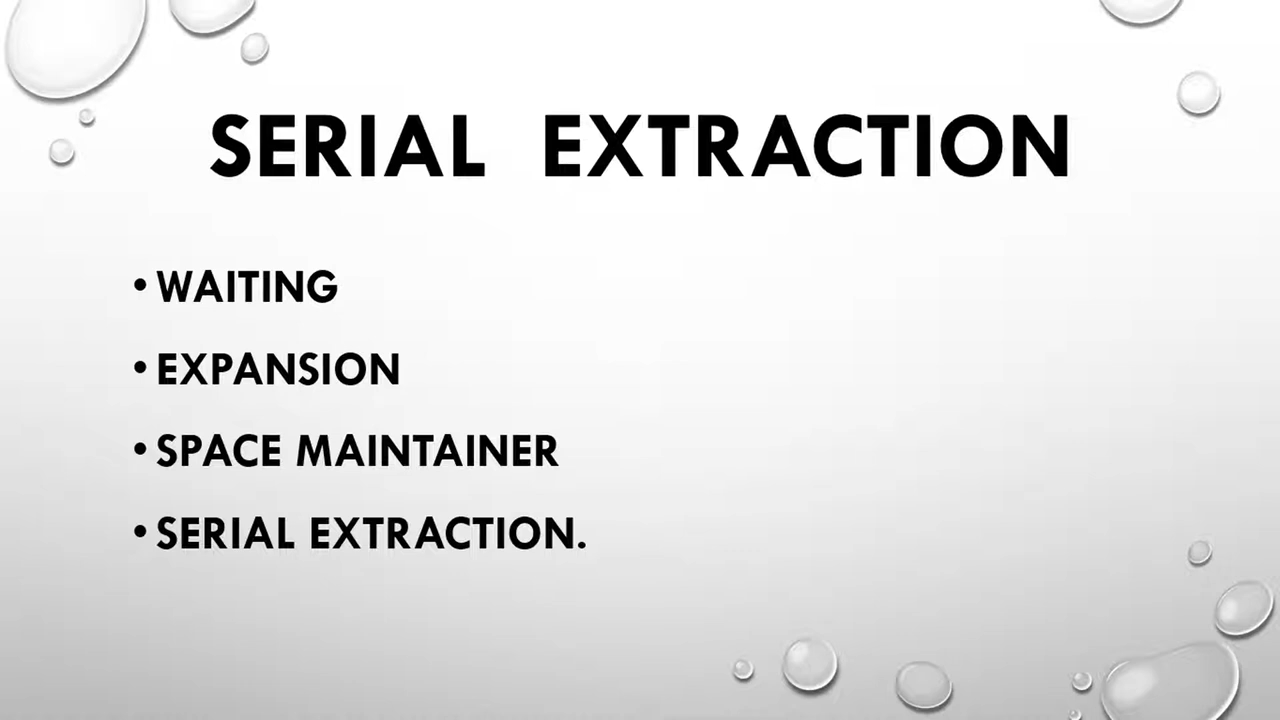 SERIAL EXTRACTION
• WAITING
• EXPANSION
• SPACE MAINTAINER
• SERIAL EXTRACTION.